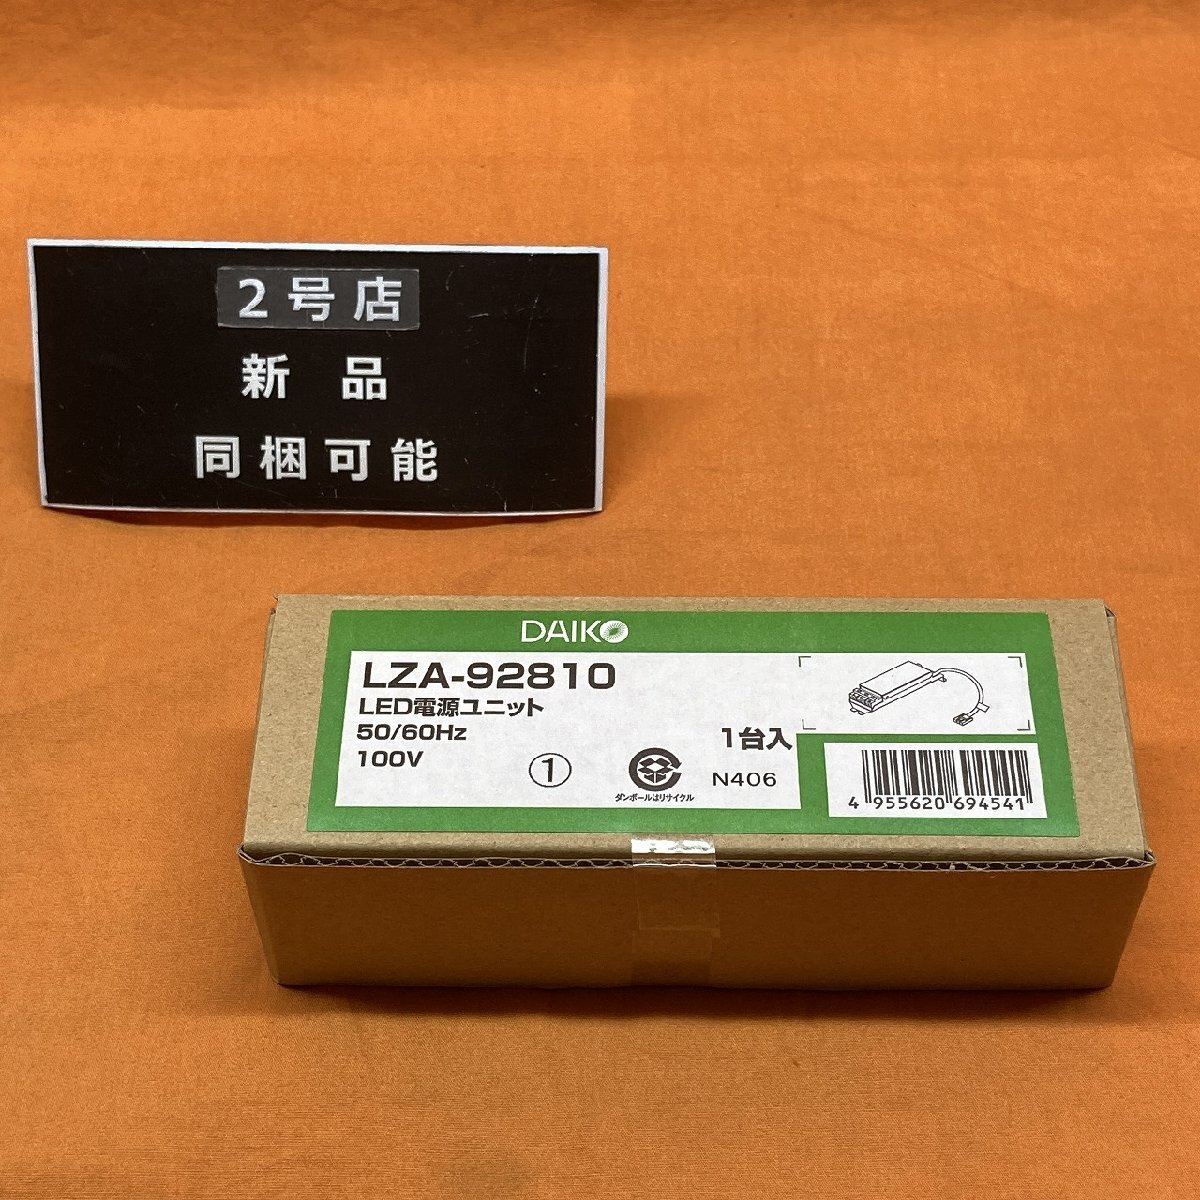 2号店
新品
同梱可能
DAIKO
LZA-92810
LED電源ユニット
50/60Hz
100V
①
ダンボールはリサイクル
1台入
N406
4 955620 694541